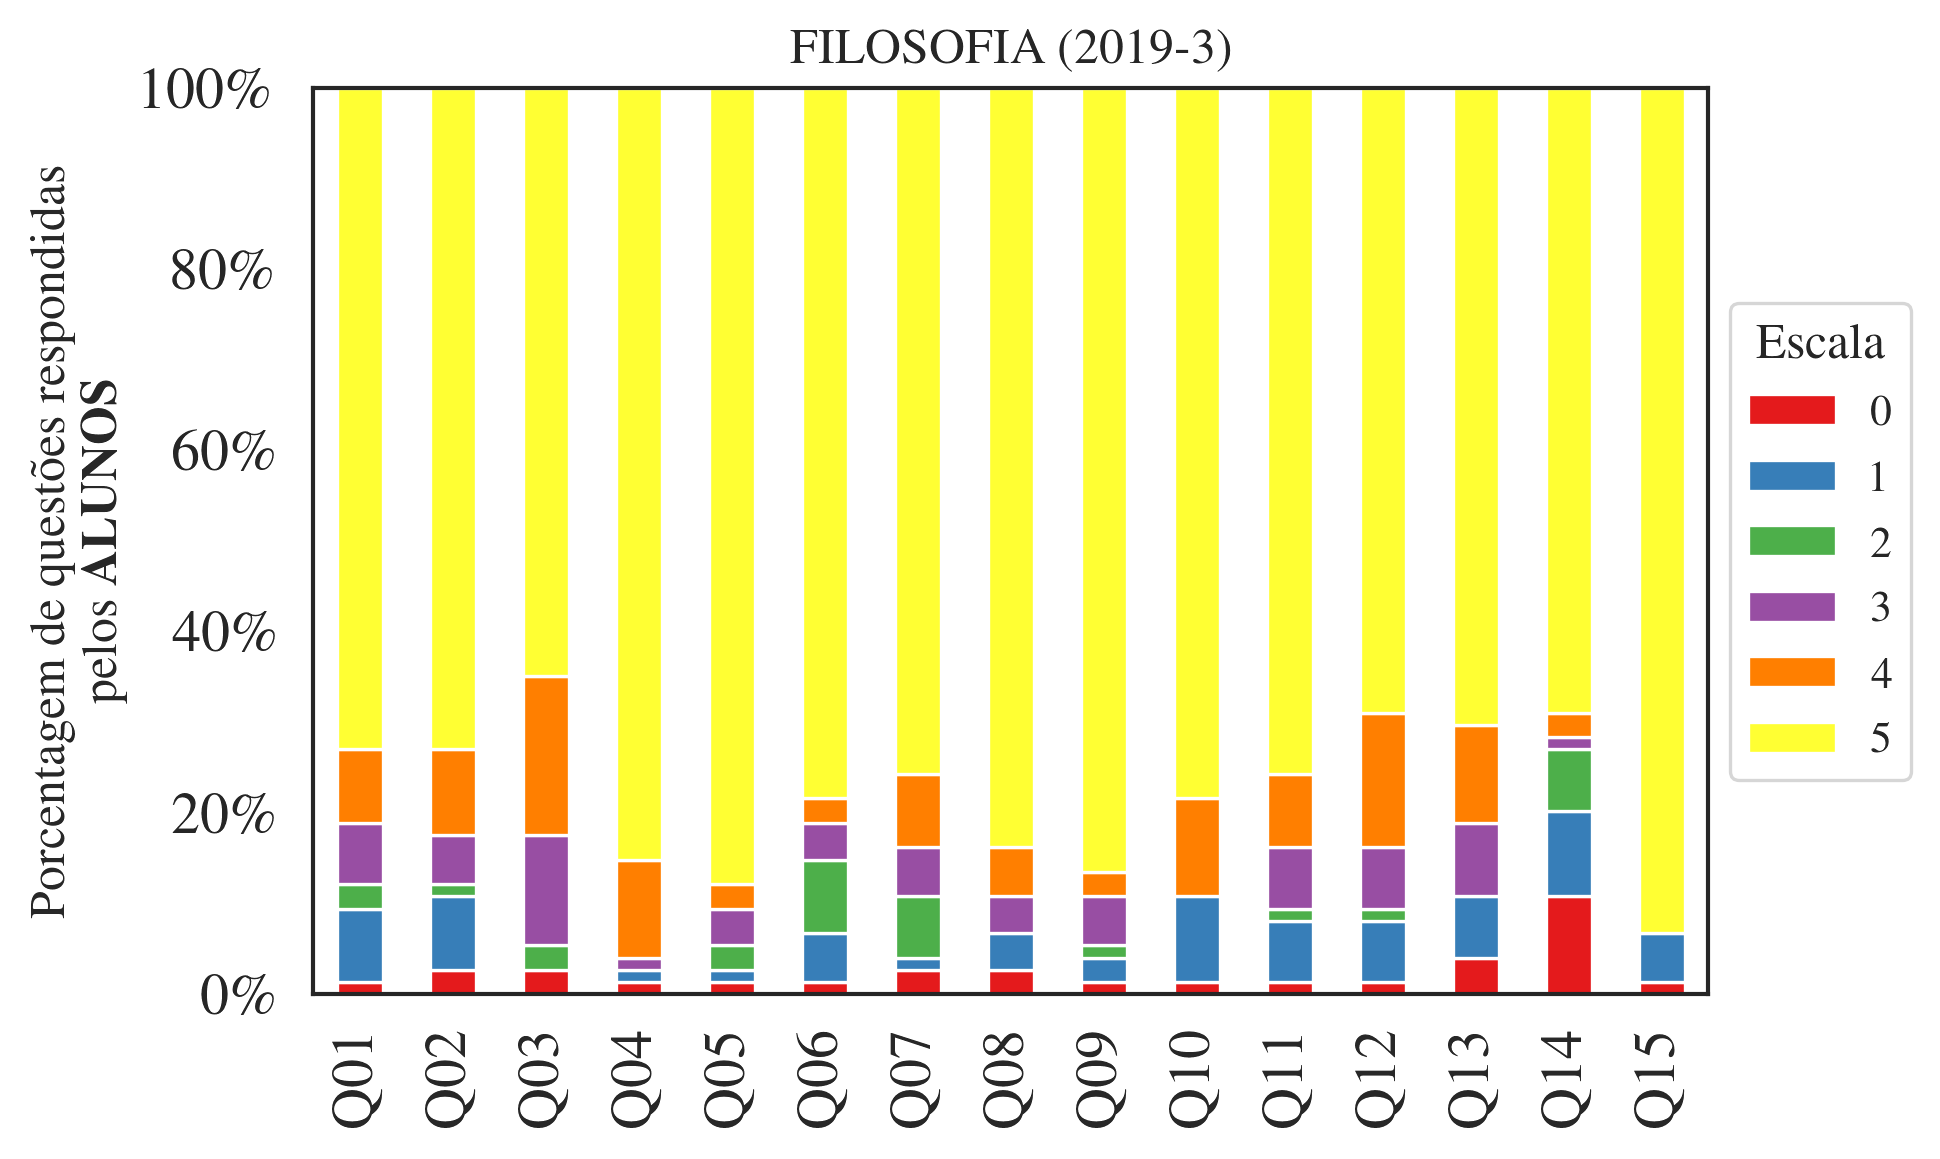 FILOSOFIA (2019-3)
Porcentagem de questões respondidas
pelos ALUNOS
100%
80%
60%
40%
20%
0%
Q01
Q02
Q03
Q04
Q05
Q06
Q07
Q08
Q09
Q10
Q11
Q12
Q13
Q14
Q15
Escala
0
1
2
3
4
5